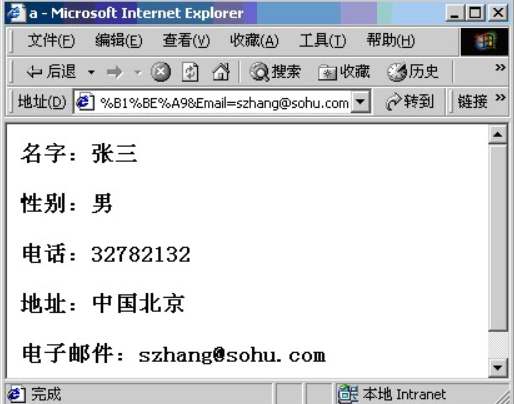 a - Microsoft Internet Explorer
文件(F) 编辑(E) 查看(V) 收藏(A) 工具(T) 帮助(H)
后退 搜索 收藏 历史 »
地址(D) %B1%BE%A9&Email=szhang@sohu.com 转到 链接 »
名字：张三
性别：男
电话：32782132
地址：中国北京
电子邮件：szhang@sohu.com
完成 本地 Intranet